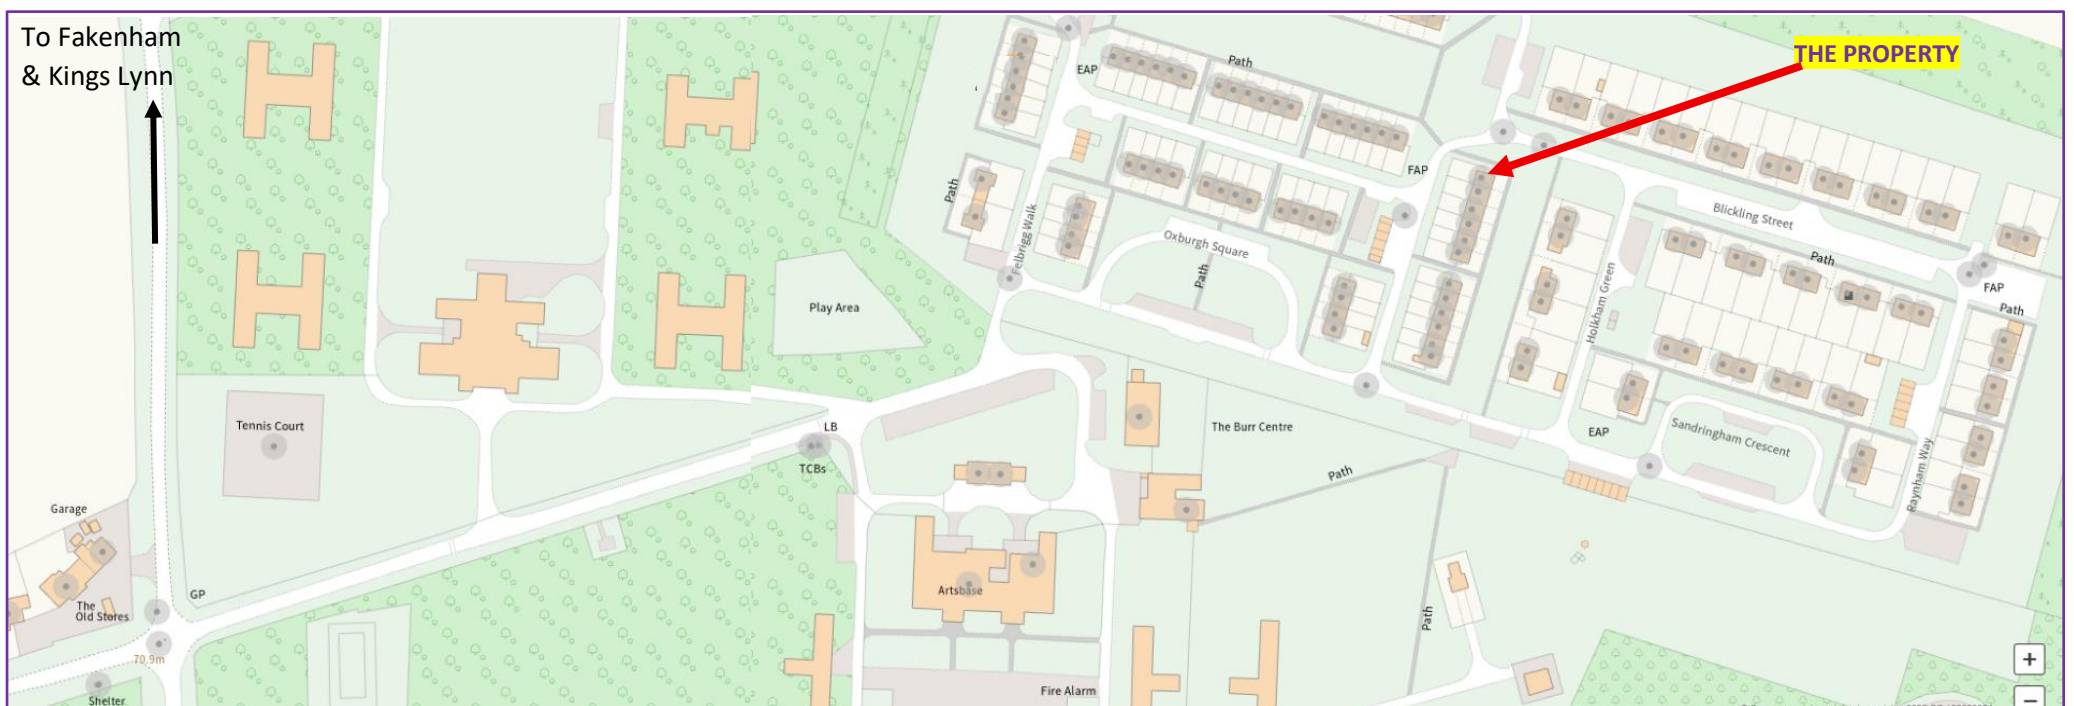 To Fakenham
& Kings Lynn
THE PROPERTY
EAP
Path
FAP
Path
Felbrigg Walk
Oxburgh Square
Path
Blickling Street
Path
Holkham Green
FAP
Path
Play Area
Tennis Court
LB
TCBs
The Burr Centre
Path
EAP
Sandringham Crescent
Raynham Way
Garage
The
Old Stores
GP
70.9m
Shelter
Artsbase
Path
Fire Alarm
+
−